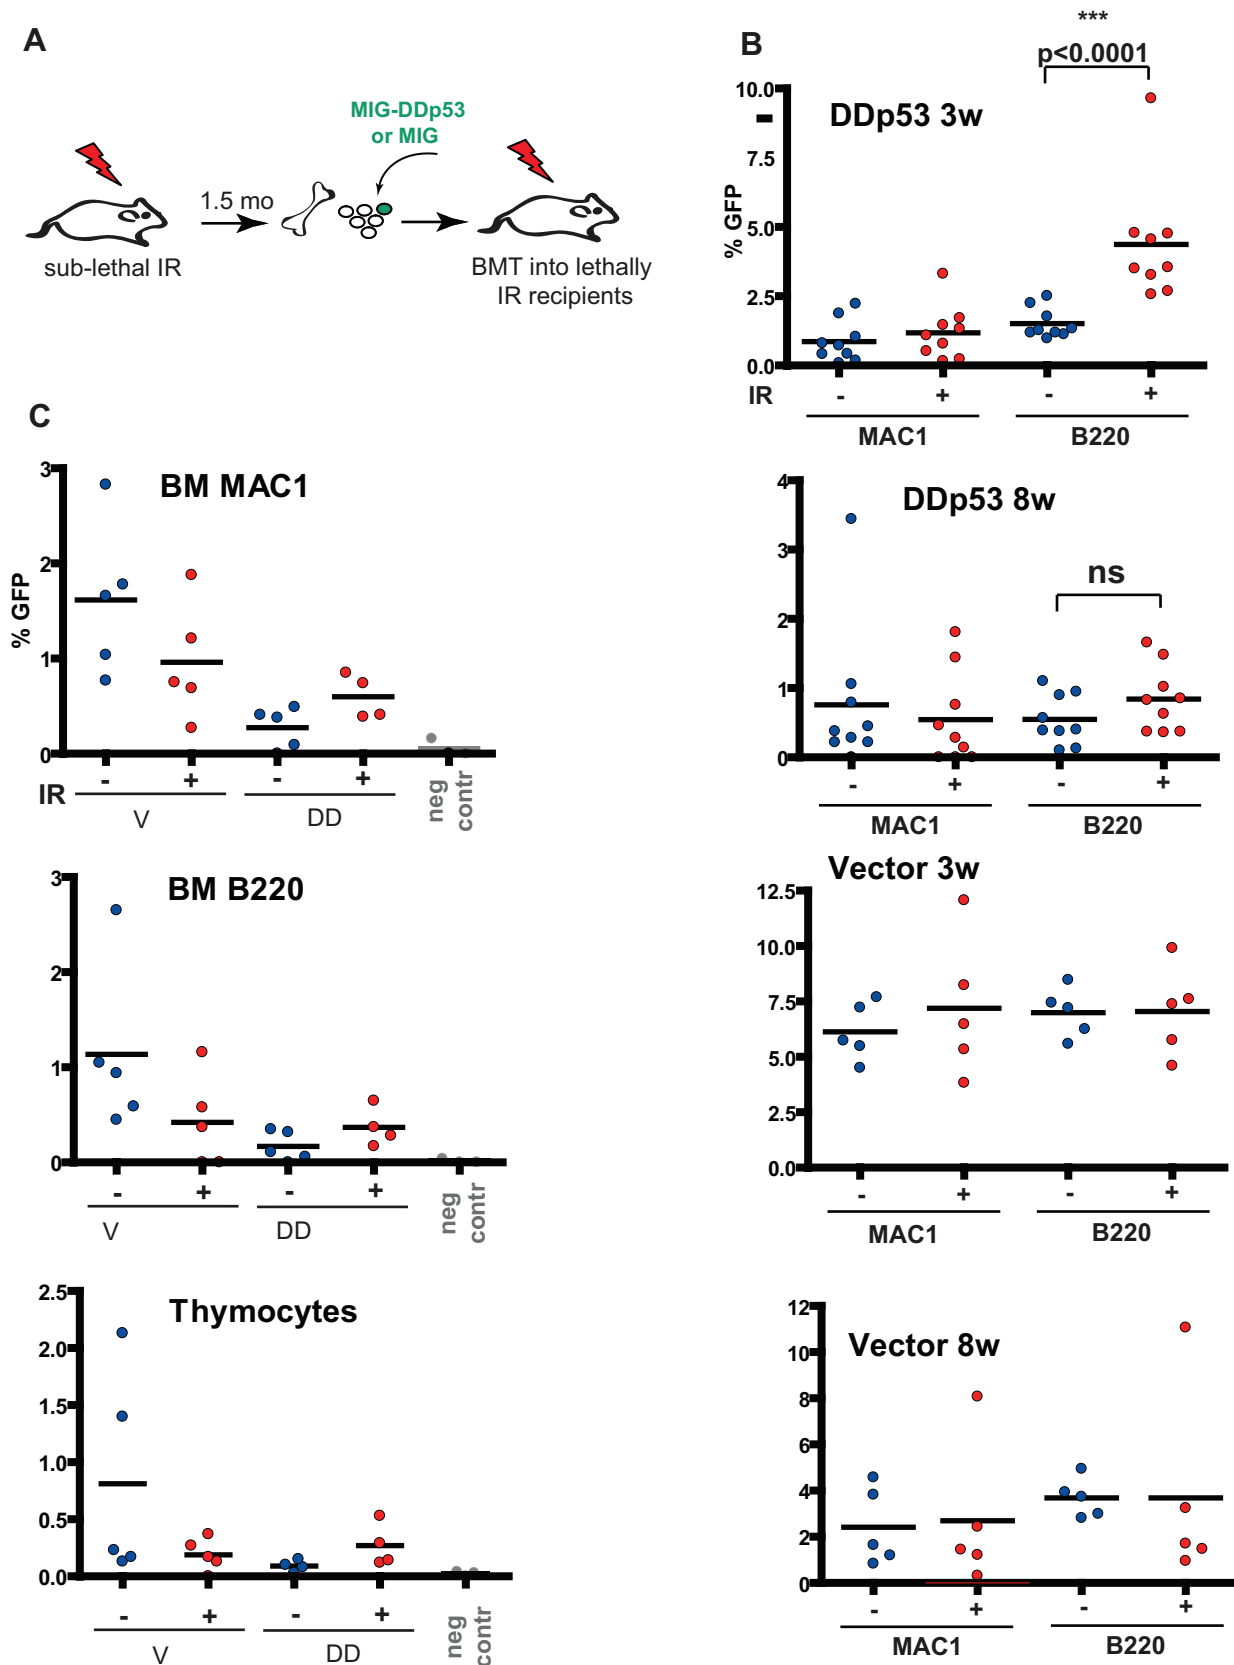 A
MIG-DDp53
or MIG
1.5 mo
sub-lethal IR
BMT into lethally
IR recipients
B
***
p<0.0001
DDp53 3w
% GFP
10.0
7.5
5.0
2.5
0.0
IR - + - +
MAC1 B220
DDp53 8w
ns
4
3
2
1
0
- + - +
MAC1 B220
Vector 3w
12.5
10.0
7.5
5.0
2.5
0.0
- + - +
MAC1 B220
Vector 8w
12
10
8
6
4
2
0
- + - +
MAC1 B220
C
BM MAC1
% GFP
3
2
1
0
IR - + - +
V DD
neg
contr
BM B220
3
2
1
0
- + - +
V DD
neg
contr
Thymocytes
2.5
2.0
1.5
1.0
0.5
0.0
- + - +
V DD
neg
contr